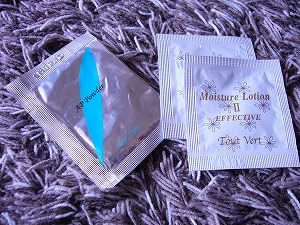 AP Powder
Moisture Lotion
II
EFFECTIVE
Tout Vert